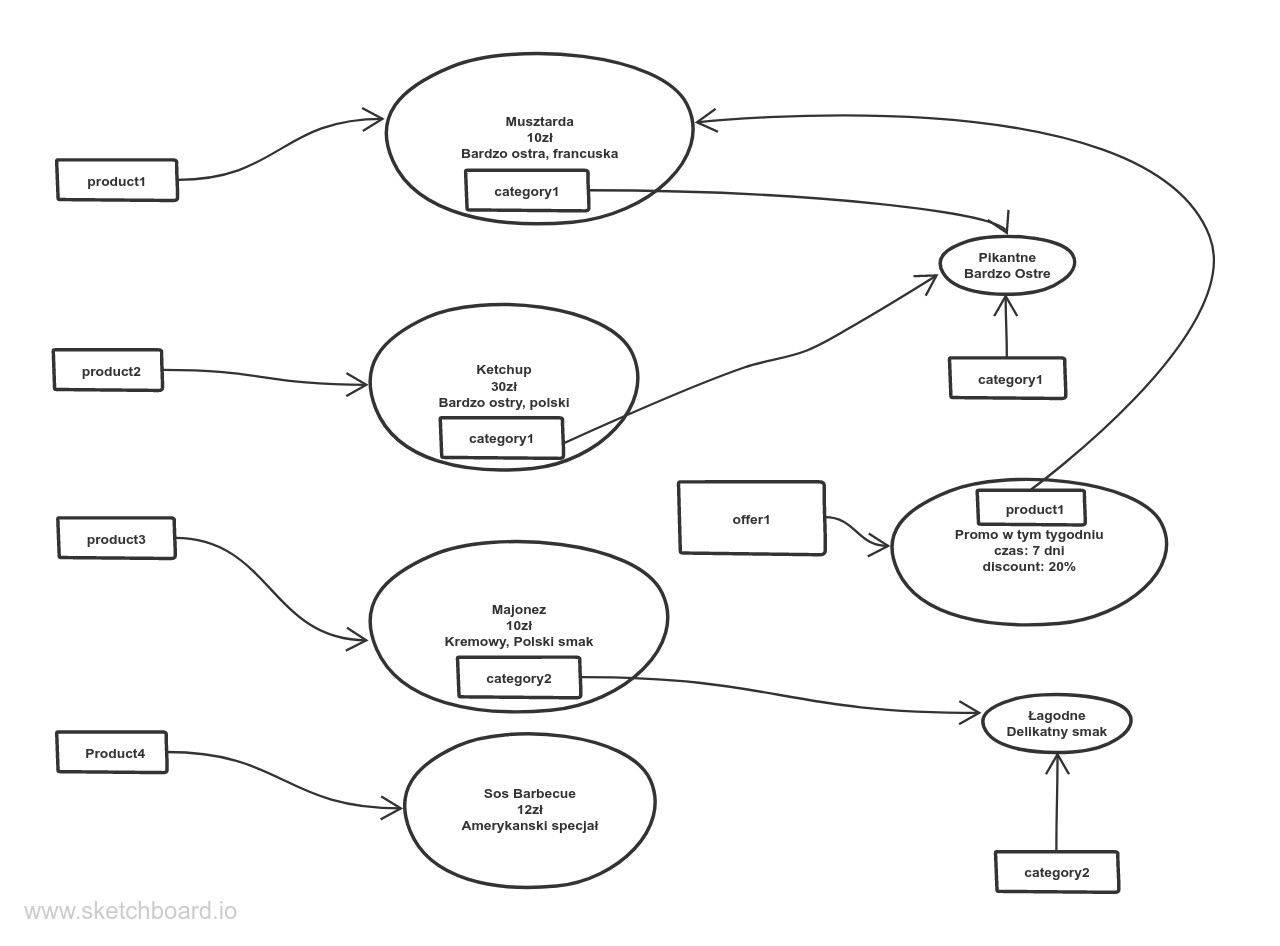 Musztarda
10zł
Bardzo ostra, francuska
category1
product1
Pikantne
Bardzo Ostre
category1
product2
Ketchup
30zł
Bardzo ostry, polski
category1
offer1
product1
Promo w tym tygodniu
czas: 7 dni
discount: 20%
product3
Majonez
10zł
Kremowy, Polski smak
category2
Łagodne
Delikatny smak
category2
Product4
Sos Barbecue
12zł
Amerykanski specjał
www.sketchboard.io